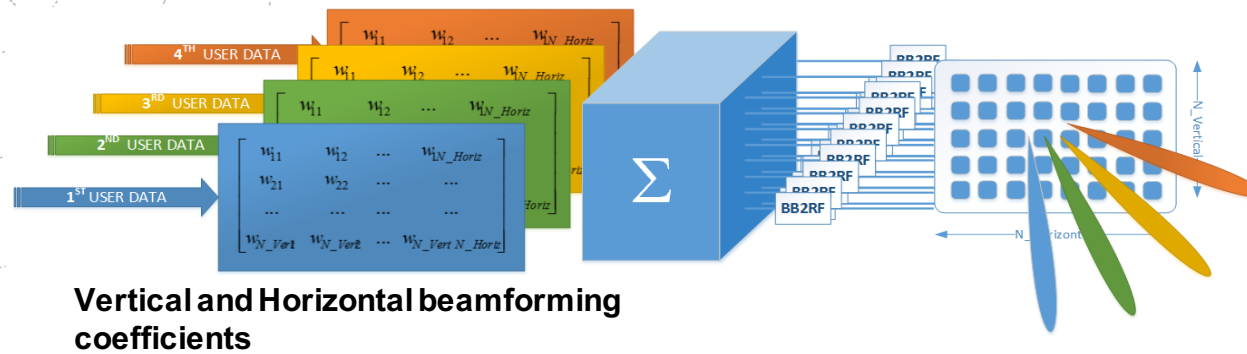 4TH USER DATA
w11 w12 ... w1N_Horiz
3RD USER DATA
w11 w12 ... w1N_Horiz
2ND USER DATA
w11 w12 ... w1N_Horiz
1ST USER DATA
w11 w12 ... w1N_Horiz
w21 w22 ... ...
... ... ... ...
wN_Vert1 wN_Vert2 ... wN_Vert N_Horiz
Horiz
Σ
BB2RF
BB2RF
BB2RF
BB2RF
BB2RF
BB2RF
BB2RF
BB2RF
BB2RF
N_Vertical
Vertical and Horizontal beamforming
coefficients